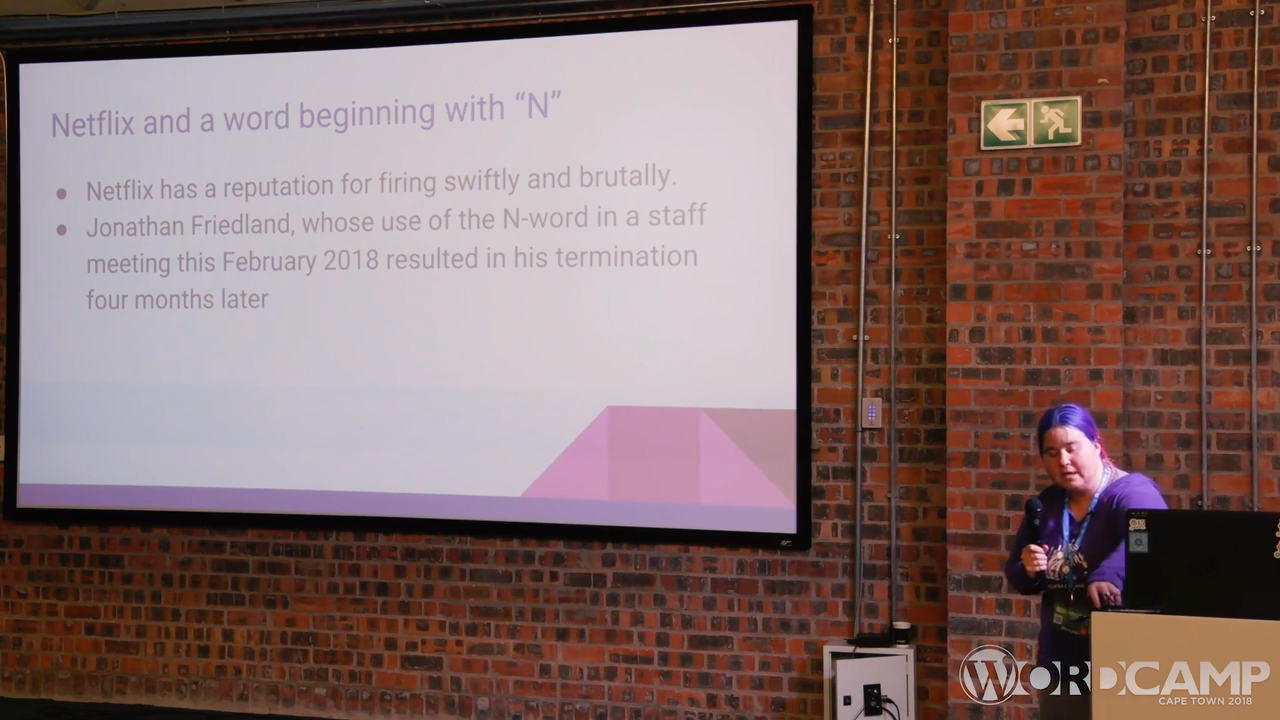 Netflix and a word beginning with “N”
● Netflix has a reputation for firing swiftly and brutally.
● Jonathan Friedland, whose use of the N-word in a staff
meeting this February 2018 resulted in his termination
four months later
WORDCAMP
CAPE TOWN 2018